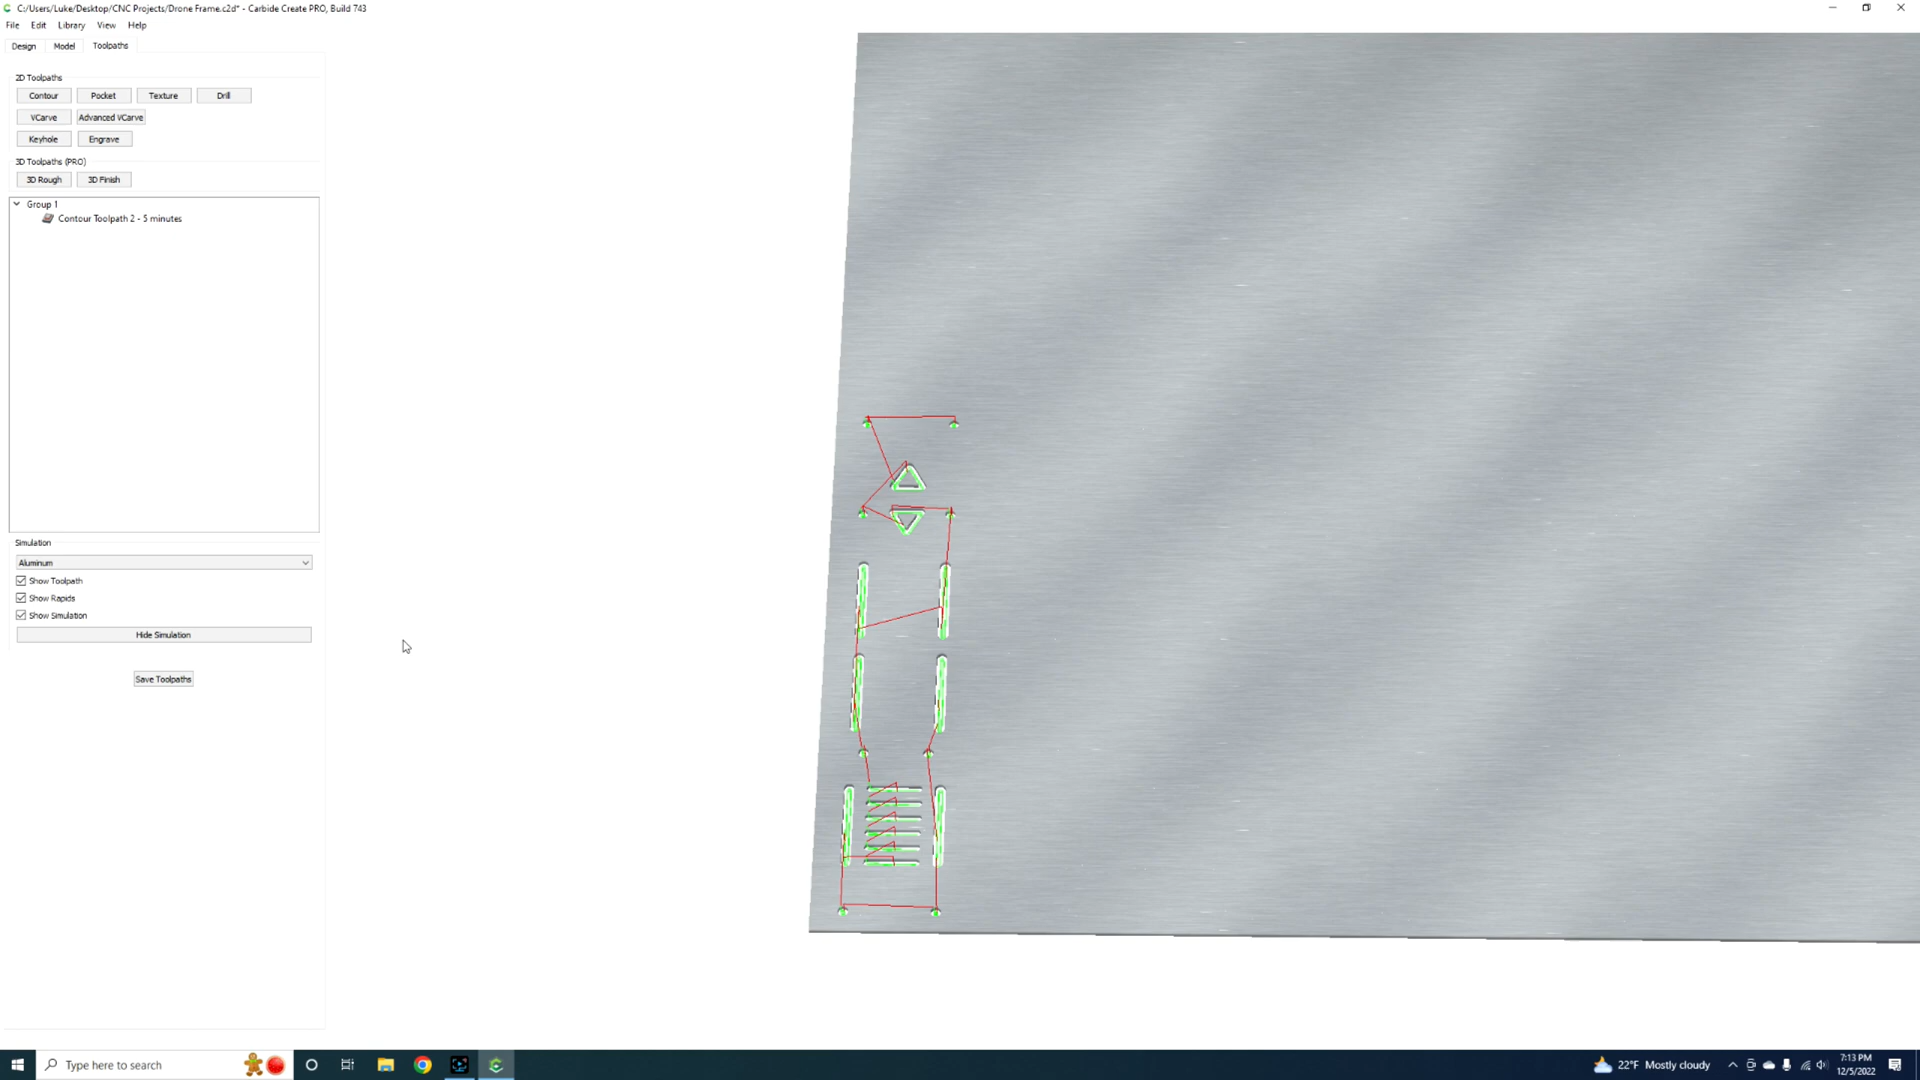 C:/Users/Luke/Desktop/CNC Projects/Drone Frame.c2d* - Carbide Create PRO, Build 743
File Edit Library View Help
Design Model Toolpaths
2D Toolpaths
Contour Pocket Texture Drill
VCarve Advanced VCarve
Keyhole Engrave
3D Toolpaths (PRO)
3D Rough 3D Finish
Group 1
Contour Toolpath 2 - 5 minutes
Simulation
Aluminum
Show Toolpath
Show Rapids
Show Simulation
Hide Simulation
Save Toolpaths
Type here to search
22°F Mostly cloudy
7:13 PM
12/5/2022